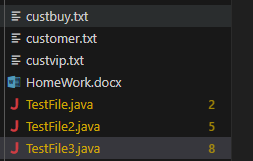 custbuy.txt
customer.txt
custvip.txt
HomeWork.docx
TestFile.java 2
TestFile2.java 5
TestFile3.java 8